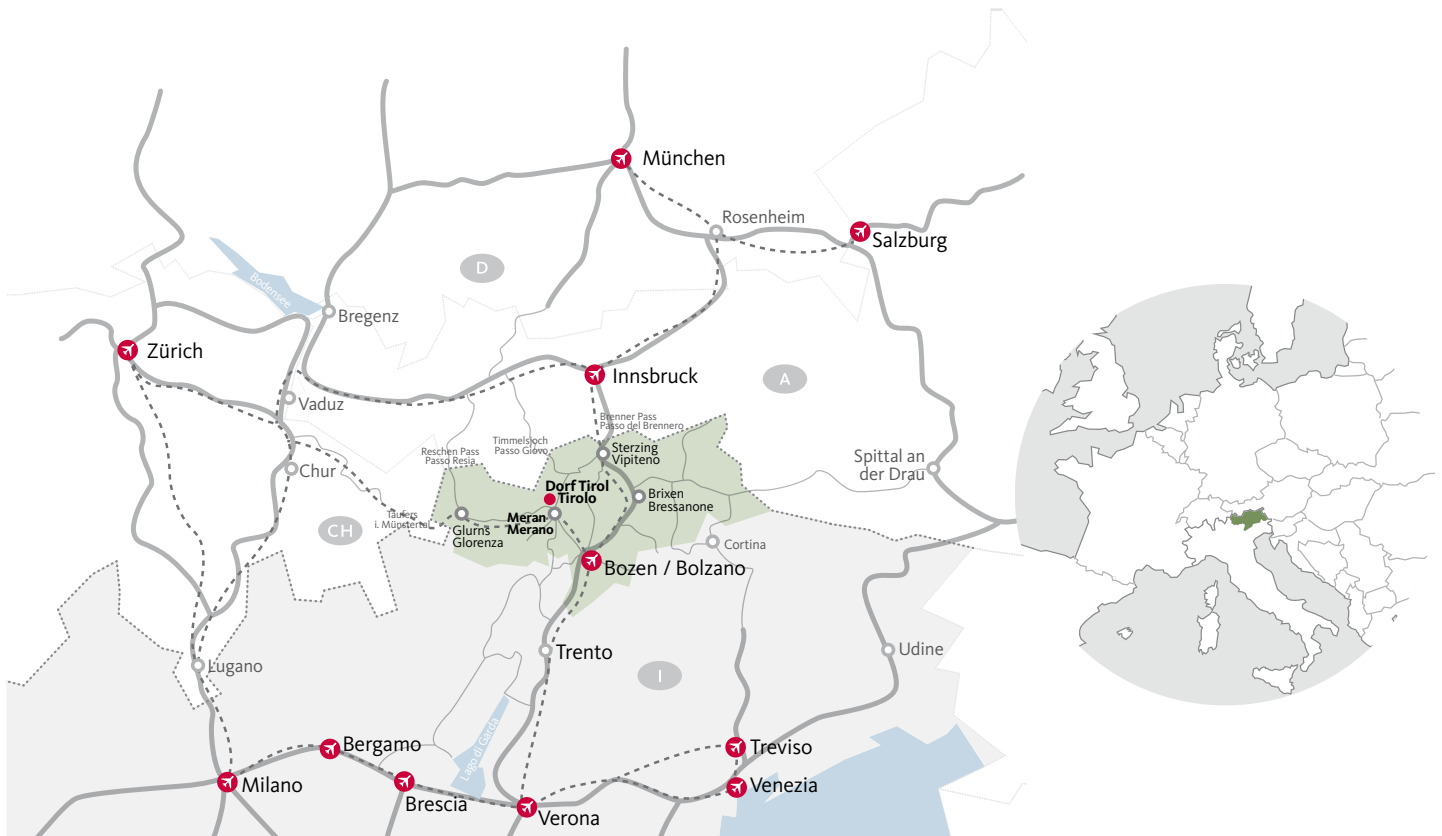 München
Rosenheim
Salzburg
D
Bodensee
Bregenz
Zürich
Innsbruck
A
Vaduz
Brenner Pass
Passo del Brennero
Timmelsjoch
Passo Giovo
Reschen Pass
Passo Resia
Sterzing
Vipiteno
Spittal an
der Drau
Chur
Dorf Tirol
Tirolo
Brixen
Bressanone
Taufers
i. Münstertal
Meran
Merano
CH
Glurns
Glorenza
Cortina
Bozen / Bolzano
Trento
Udine
Lugano
I
Lago di Garda
Bergamo
Treviso
Milano
Brescia
Verona
Venezia